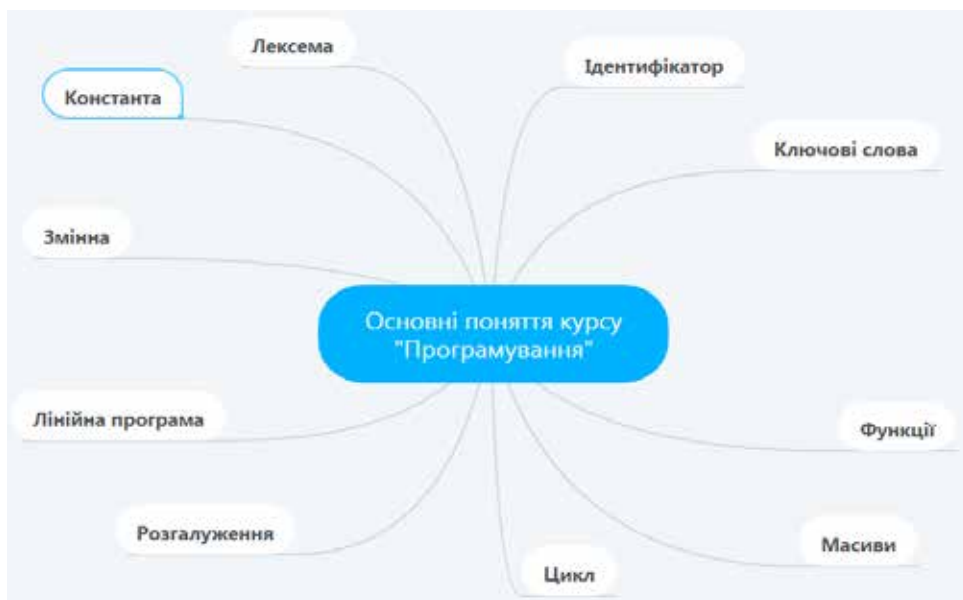 Лексема
Ідентифікатор
Константа
Ключові слова
Змінна
Основні поняття курсу
"Програмування"
Лінійна програма
Функції
Розгалуження
Масиви
Цикл